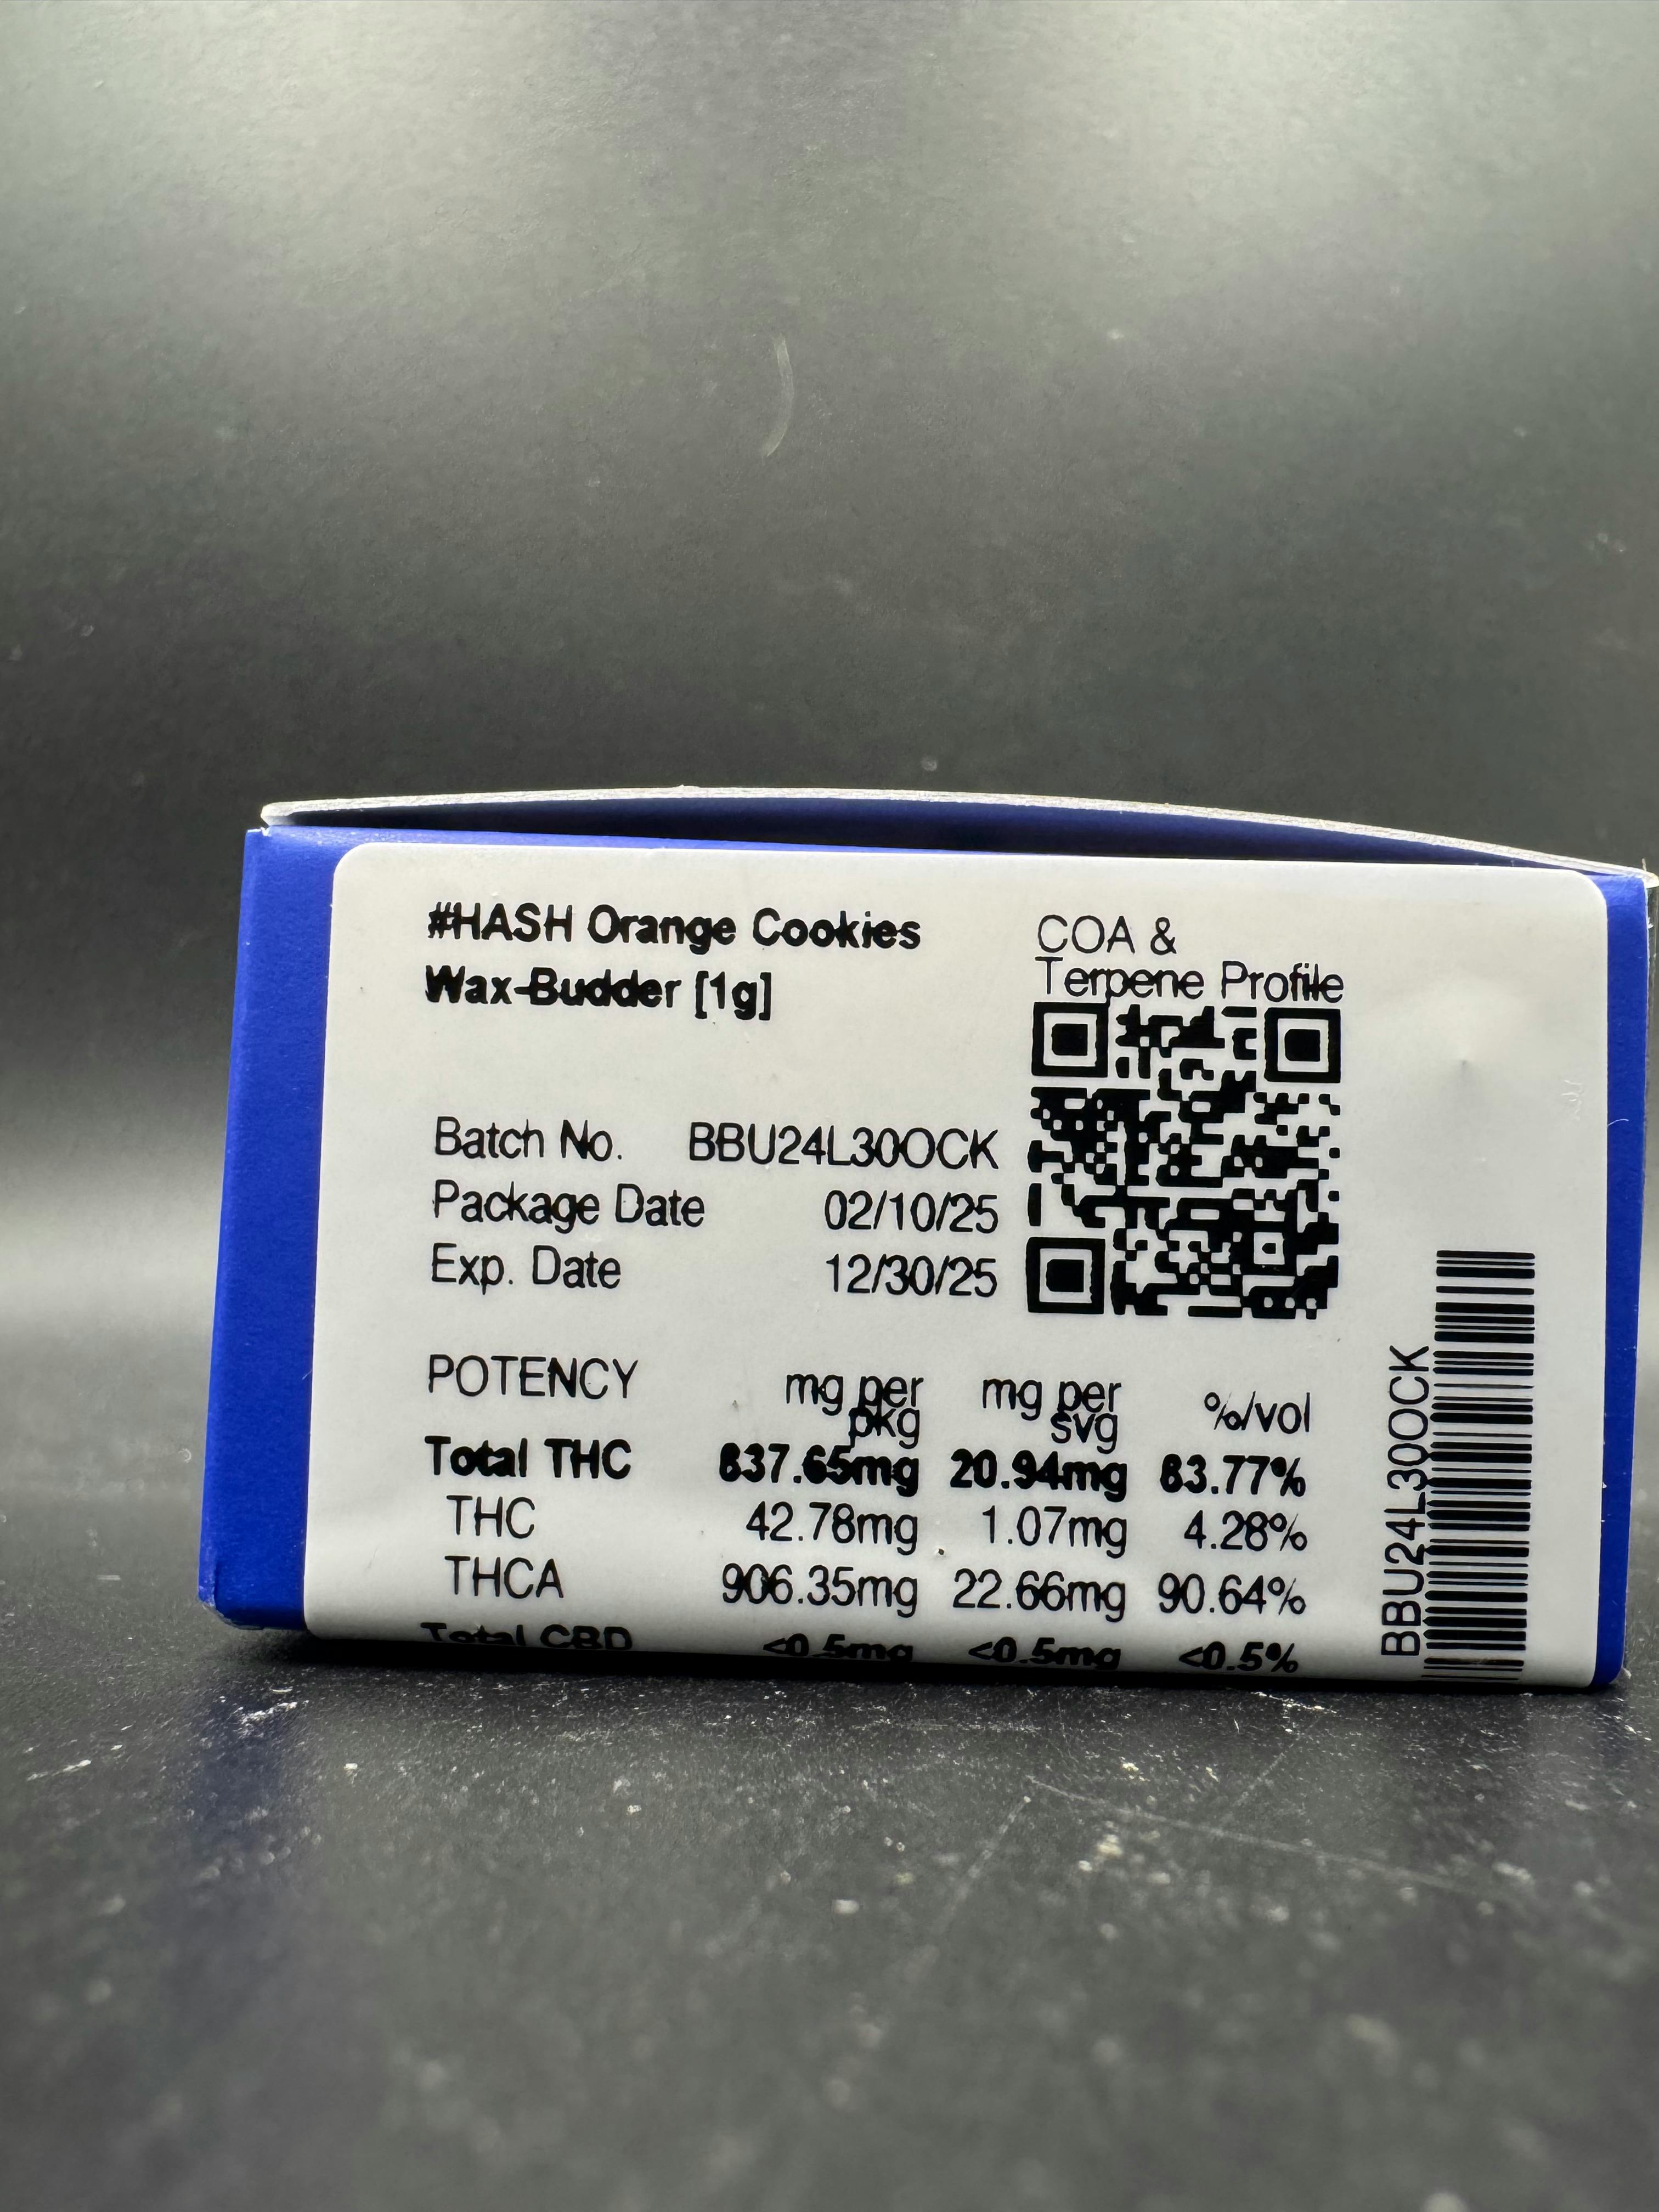 #HASH Orange Cookies
Wax-Budder [1g]
COA &
Terpene Profile
Batch No. BBU24L30OCK
Package Date 02/10/25
Exp. Date 12/30/25
POTENCY mg per pkg mg per svg %/vol
Total THC 837.65mg 20.94mg 83.77%
THC 42.78mg 1.07mg 4.28%
THCA 906.35mg 22.66mg 90.64%
Total CBD <0.5mg <0.5mg <0.5%
BBU24L30OCK